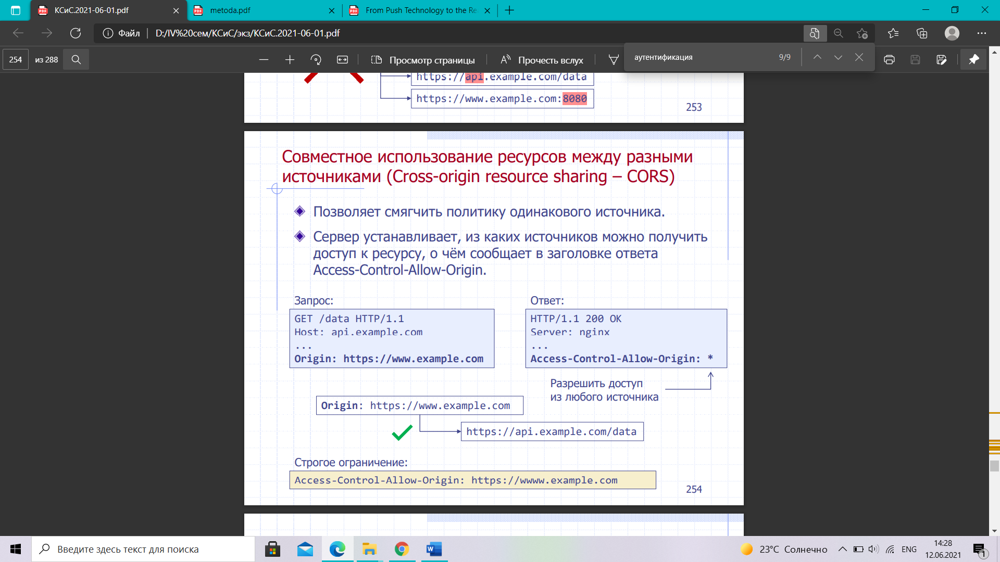 КСиС.2021-06-01.pdf
metoda.pdf
From Push Technology to the Re
Файл
D:/IV%20сем/КСиС/экз/КСиС.2021-06-01.pdf
254
из 288
Просмотр страницы
Прочесть вслух
аутентификация
9/9
https://api.example.com/data
https://www.example.com:8080
253
Совместное использование ресурсов между разными
источниками (Cross-origin resource sharing – CORS)
Позволяет смягчить политику одинакового источника.
Сервер устанавливает, из каких источников можно получить
доступ к ресурсу, о чём сообщает в заголовке ответа
Access-Control-Allow-Origin.
Запрос:
GET /data HTTP/1.1
Host: api.example.com
...
Origin: https://www.example.com
Ответ:
HTTP/1.1 200 OK
Server: nginx
...
Access-Control-Allow-Origin: *
Разрешить доступ
из любого источника
Origin: https://www.example.com
https://api.example.com/data
Строгое ограничение:
Access-Control-Allow-Origin: https://wwww.example.com
254
Введите здесь текст для поиска
23°C Солнечно
ENG
14:28
12.06.2021
1